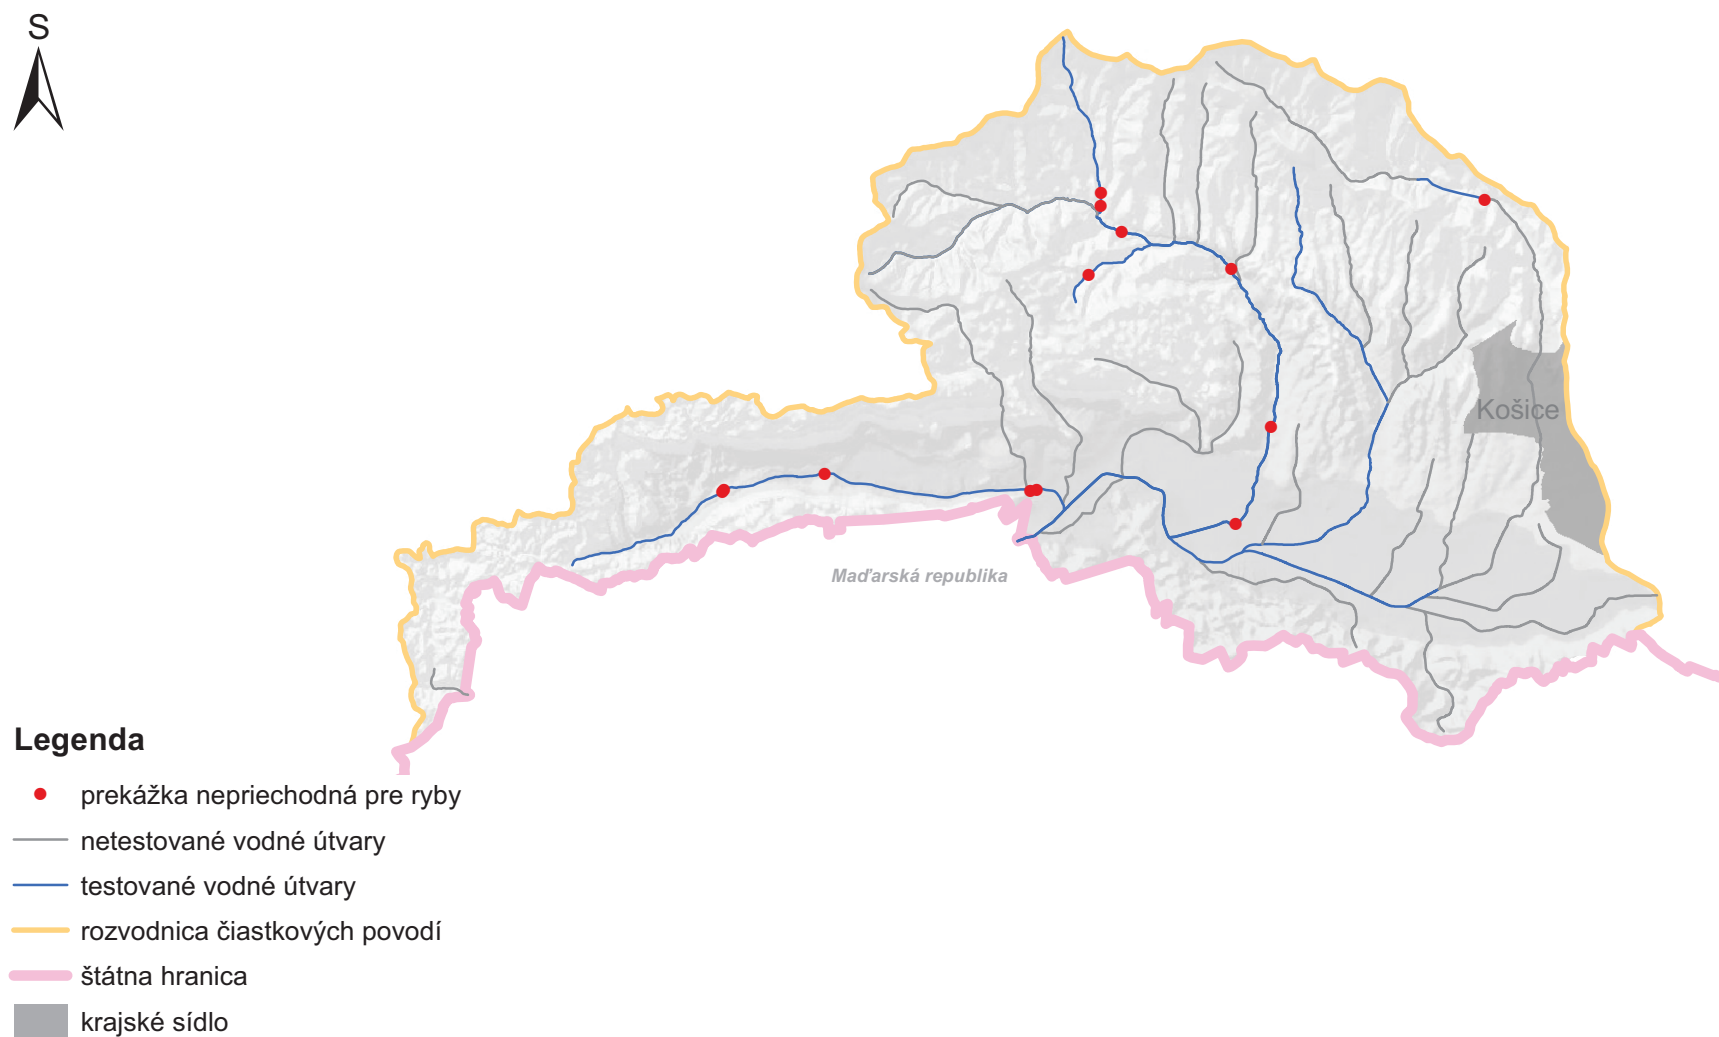 S
Košice
Maďarská republika
Legenda
prekážka nepriechodná pre ryby
netestované vodné útvary
testované vodné útvary
rozvodnica čiastkových povodí
štátna hranica
krajské sídlo